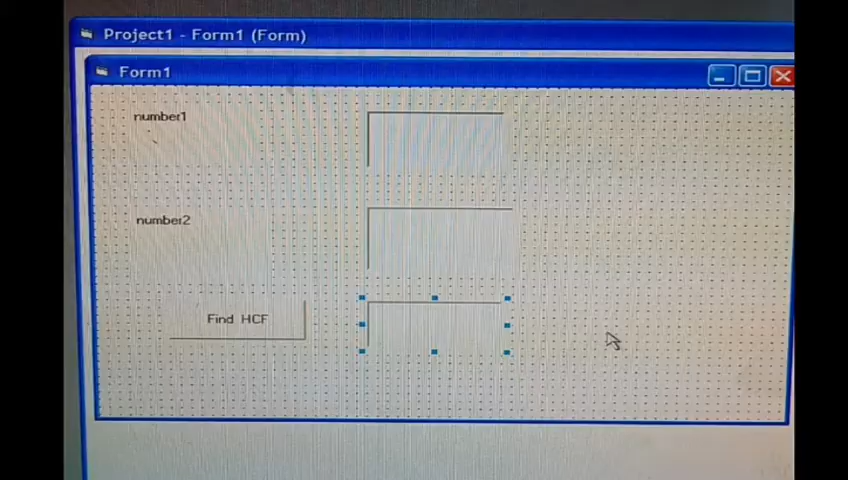 Project1 - Form1 (Form)
Form1
number1
number2
Find HCF